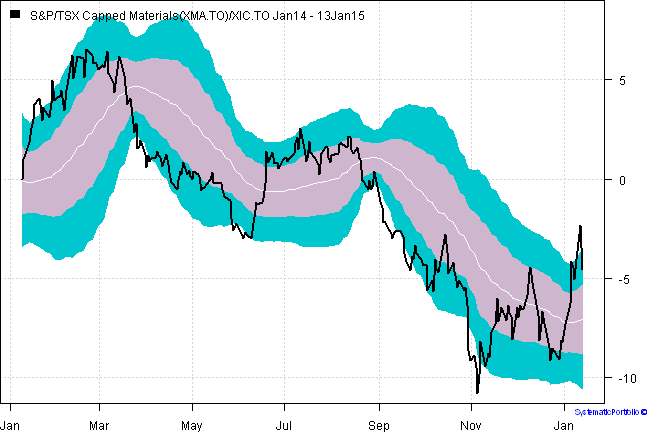 S&P/TSX Capped Materials(XMA.TO)/XIC.TO Jan14 - 13Jan15
5
0
-5
-10
Jan Mar May Jul Sep Nov Jan
SystematicPortfolio ©